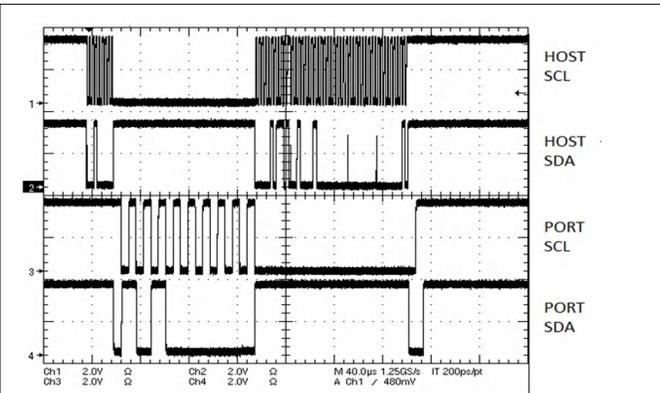 HOST
SCL
1
HOST
SDA
2
PORT
SCL
3
PORT
SDA
4
Ch1 2.0V Ω Ch2 2.0V Ω M 40.0µs 1.25GS/s IT 200ps/pt
Ch3 2.0V Ω Ch4 2.0V Ω A Ch1 ∕ 480mV